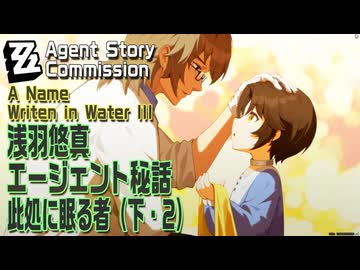 Agent Story
Commission
A Name
Writen in Water III
浅羽悠真
エージェント秘話
此処に眠る者（下・2）